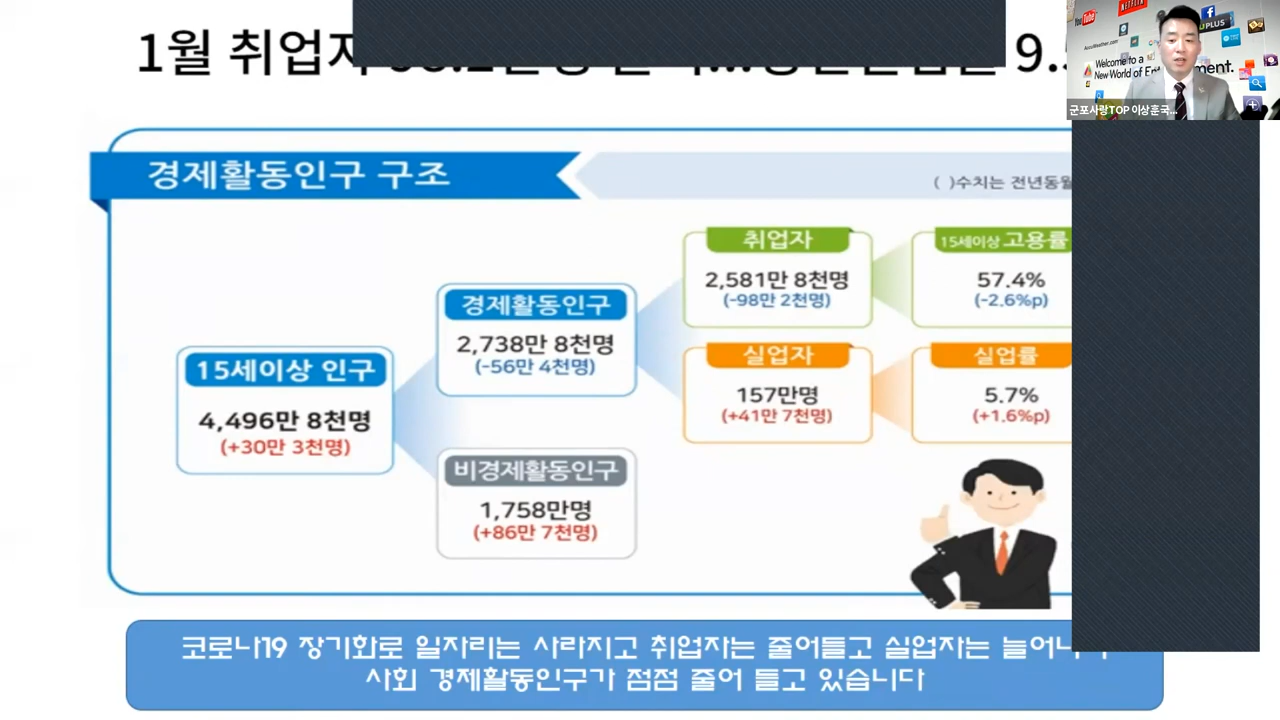 1월 취업자
9.5
경제활동인구 구조
( )수치는 전년동월
취업자
2,581만 8천명
(-98만 2천명)
15세이상 고용률
57.4%
(-2.6%p)
경제활동인구
2,738만 8천명
(-56만 4천명)
실업자
157만명
(+41만 7천명)
실업률
5.7%
(+1.6%p)
15세이상 인구
4,496만 8천명
(+30만 3천명)
비경제활동인구
1,758만명
(+86만 7천명)
코로나19 장기화로 일자리는 사라지고 취업자는 줄어들고 실업자는
사회 경제활동인구가 점점 줄어 들고 있습니다
YouTube
NETFLIX
U PLUS
AccuWeather.com
Welcome to a
New World of
군포사랑TOP 이상훈국...